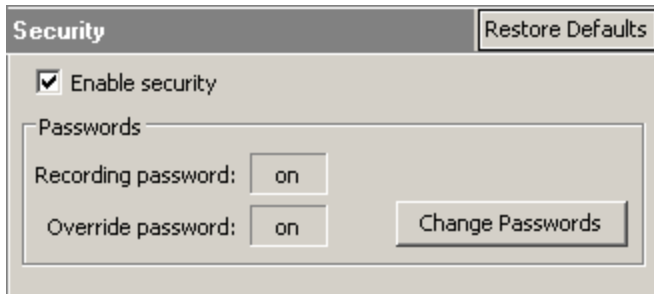 Security Restore Defaults
Enable security
Passwords
Recording password: on
Override password: on Change Passwords